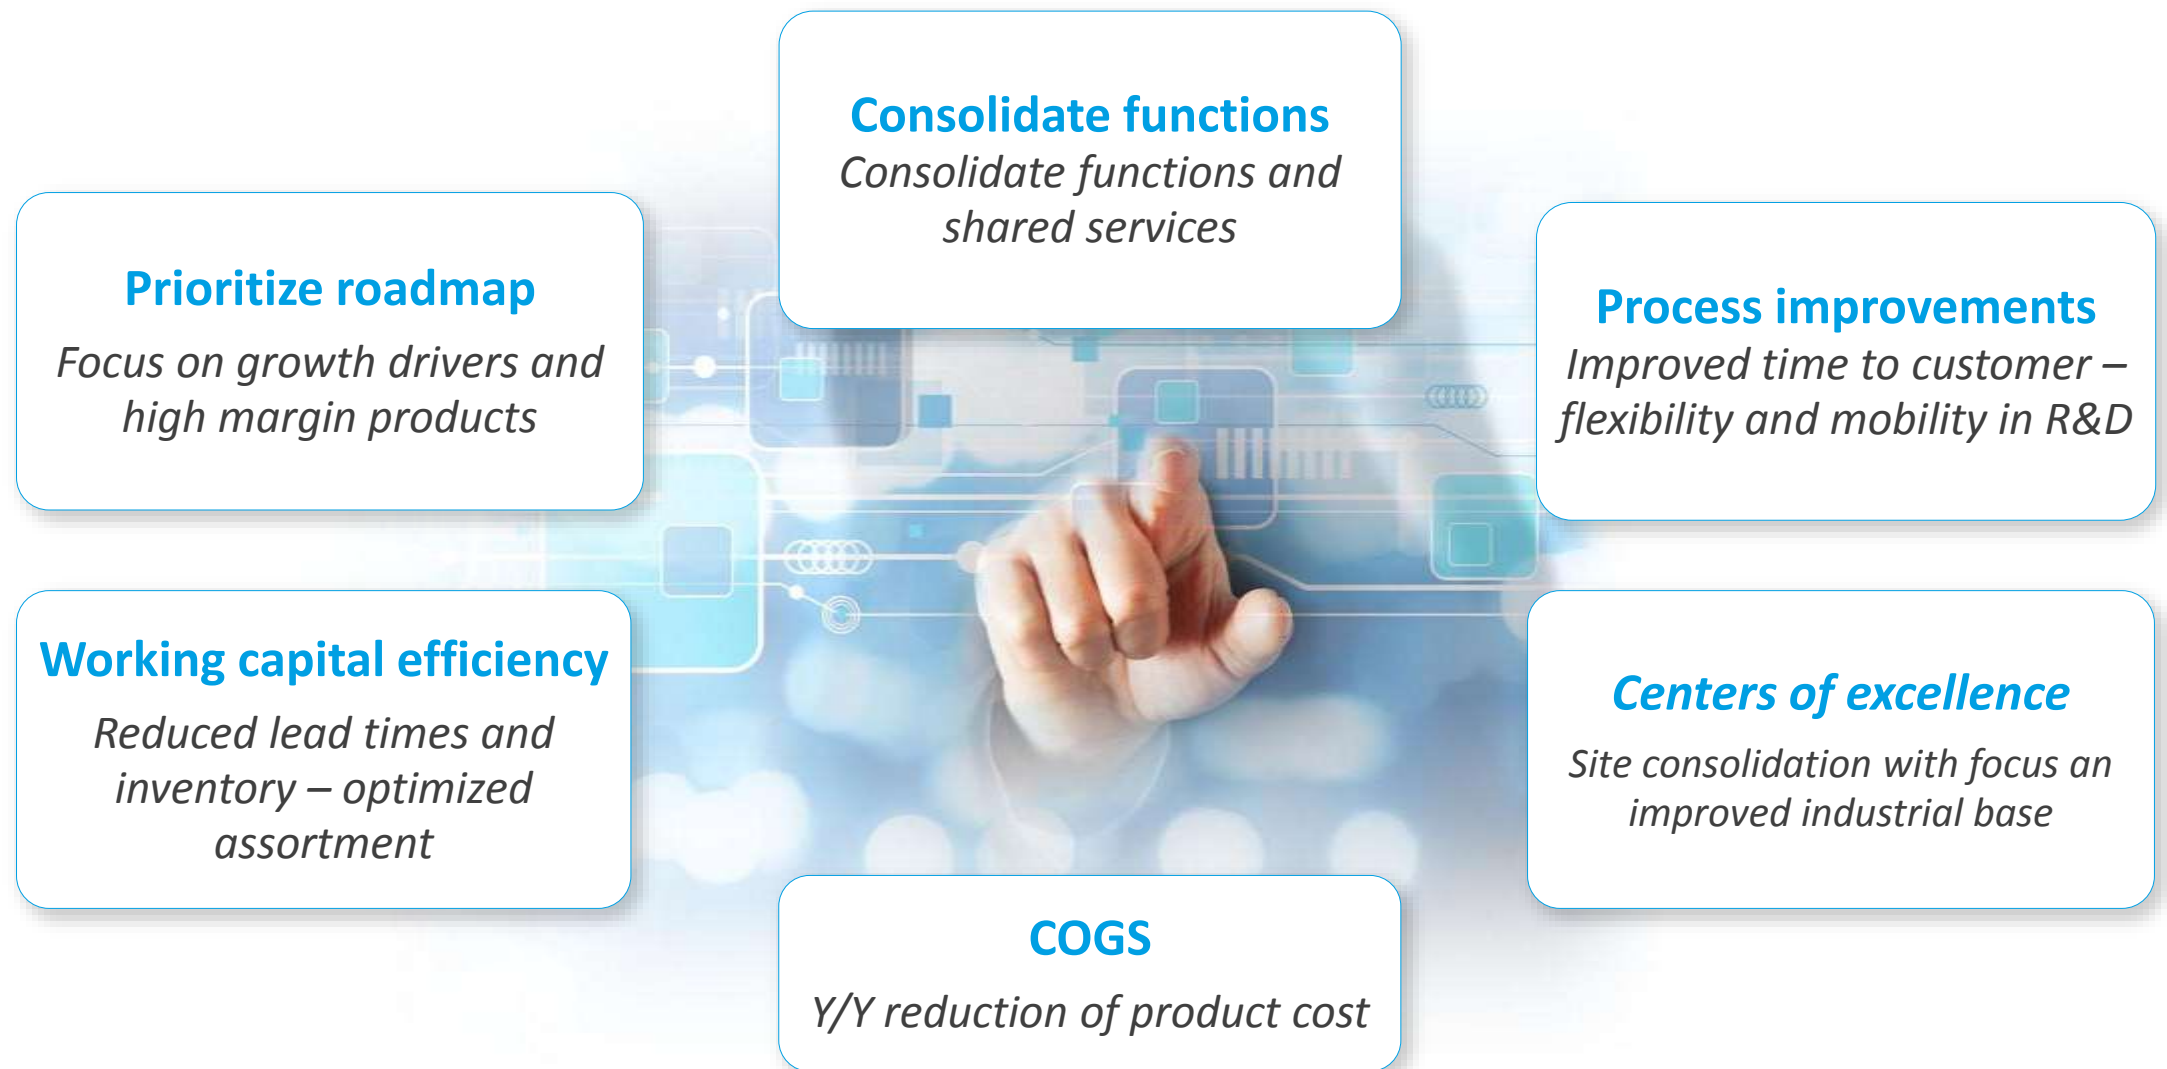 Consolidate functions
Consolidate functions and
shared services
Prioritize roadmap
Focus on growth drivers and
high margin products
Process improvements
Improved time to customer –
flexibility and mobility in R&D
Working capital efficiency
Reduced lead times and
inventory – optimized
assortment
Centers of excellence
Site consolidation with focus an
improved industrial base
COGS
Y/Y reduction of product cost